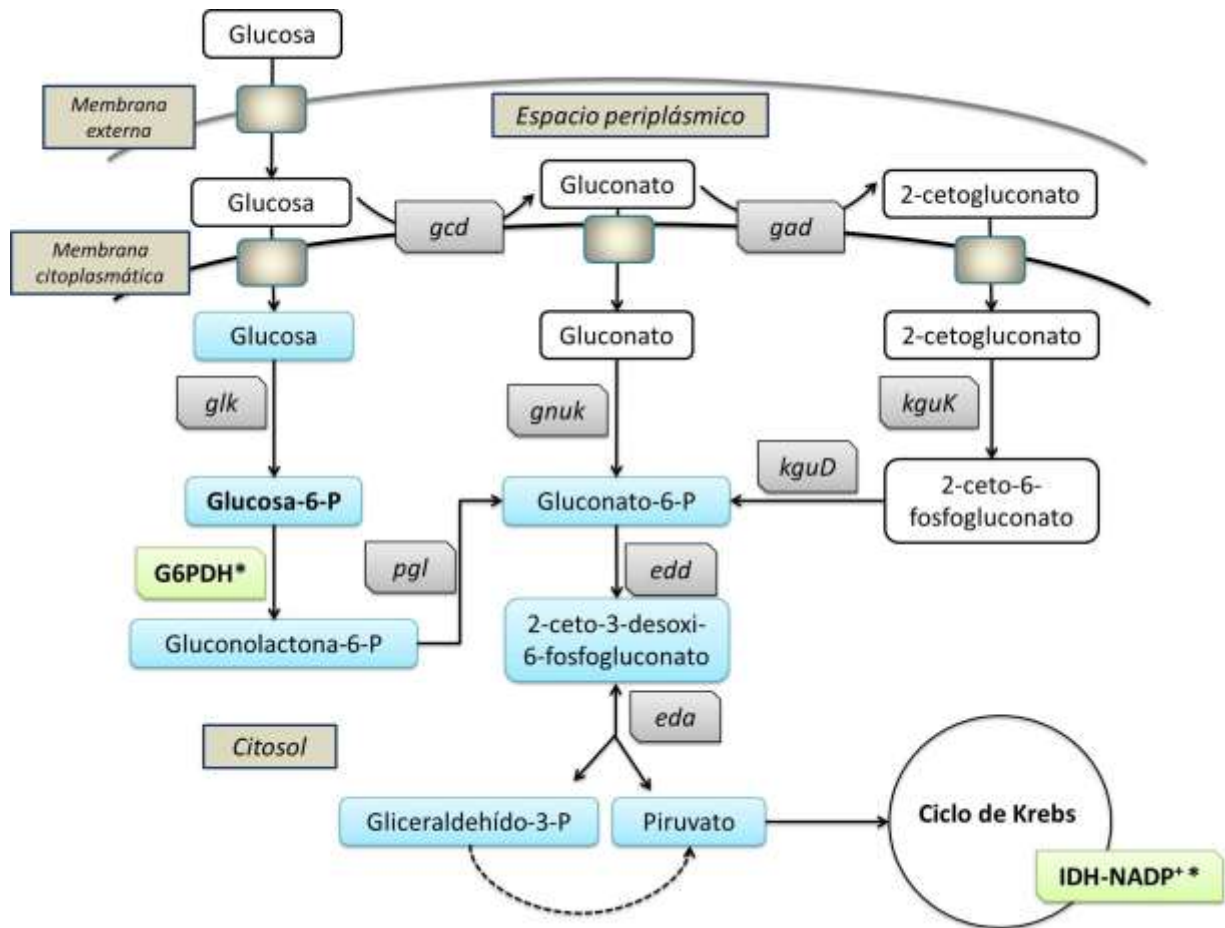 Glucosa
Membrana
externa
Espacio periplásmico
Glucosa
gcd
Gluconato
gad
2-cetogluconato
Membrana
citoplasmática
Glucosa
Gluconato
2-cetogluconato
glk
gnuk
kguK
Glucosa-6-P
Gluconato-6-P
kguD
2-ceto-6-
fosfogluconato
G6PDH*
pgl
edd
Gluconolactona-6-P
2-ceto-3-desoxi-
6-fosfogluconato
eda
Citosol
Gliceraldehído-3-P
Piruvato
Ciclo de Krebs
IDH-NADP⁺ *